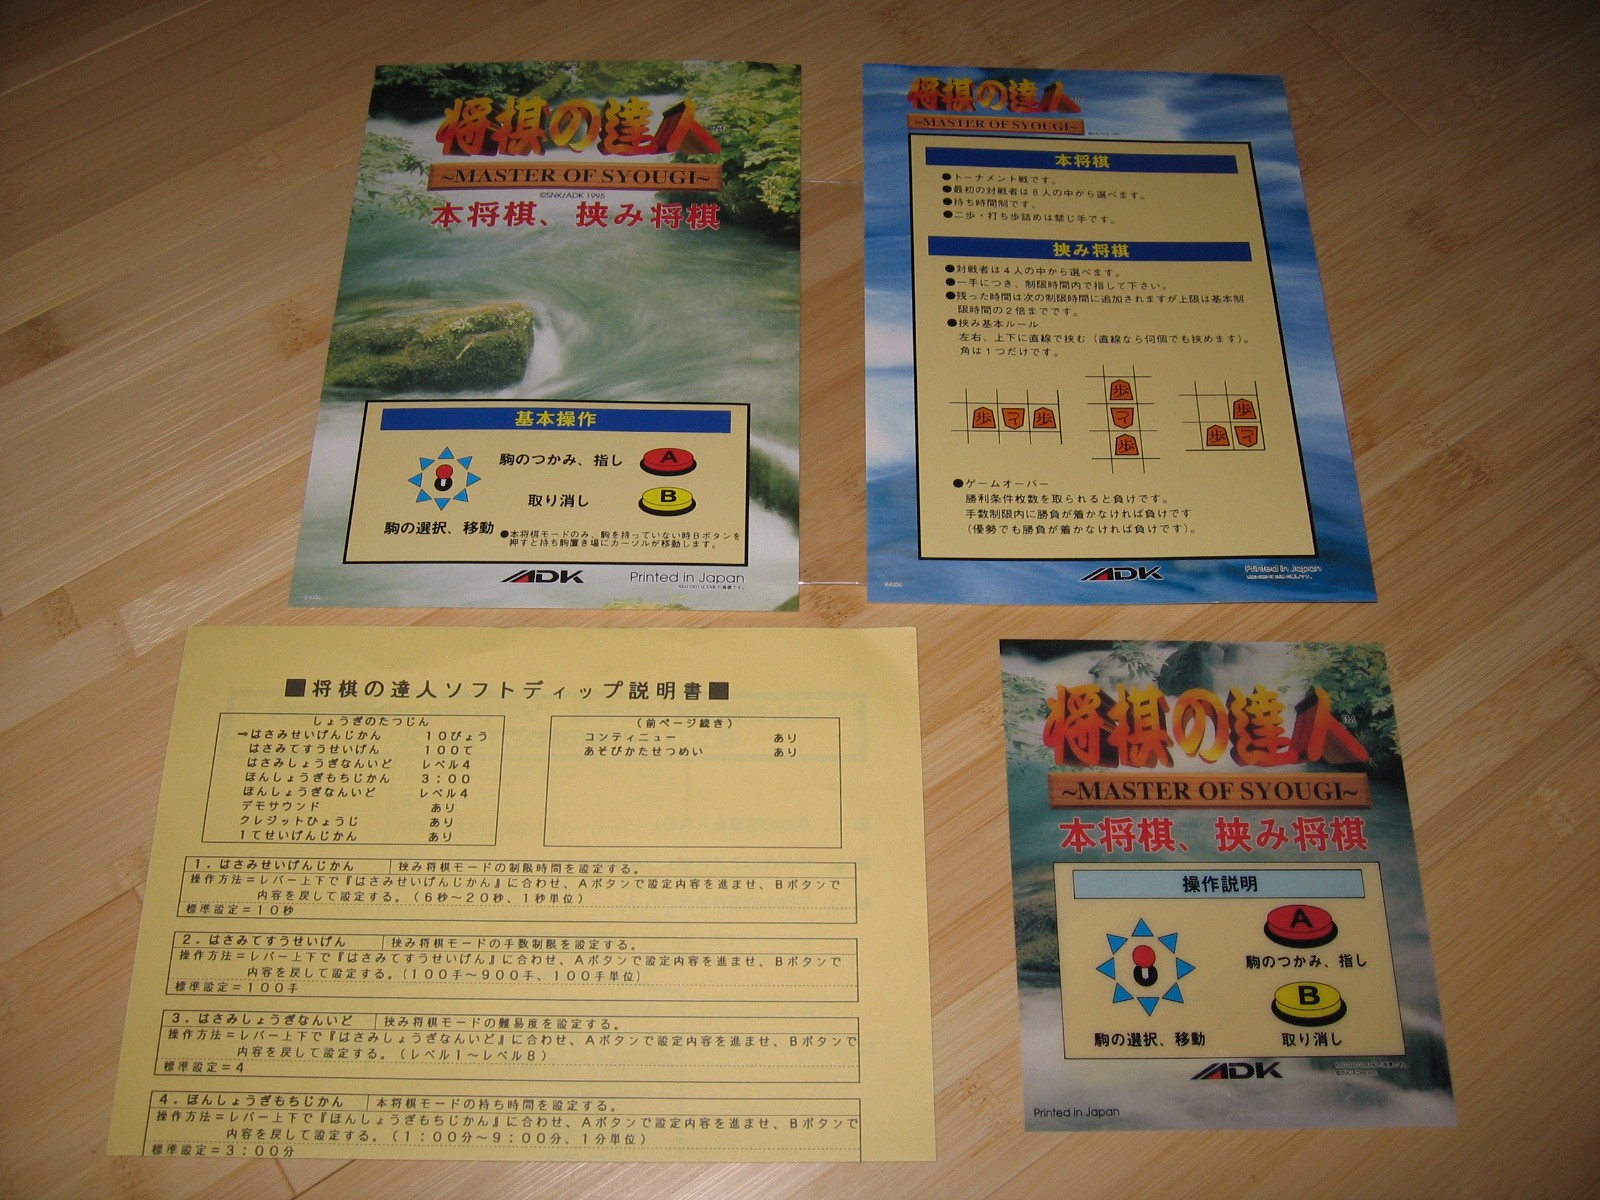 将棋の達人
~MASTER OF SYOUGI~
©SNK/ADK 1995
本将棋、挟み将棋
基本操作
駒のつかみ、指し
A
取り消し
B
駒の選択、移動
●本将棋モードのみ、駒を持っていない時Bボタンを
押すと持ち駒置き場にカーソルが移動します。
ADK
Printed in Japan
将棋の達人
~MASTER OF SYOUGI~
本将棋
●トーナメント戦です。
●最初の対戦者は8人の中から選べます。
●持ち時間制です。
●二歩・打ち歩詰めは禁じ手です。
挟み将棋
●対戦者は4人の中から選べます。
●一手につき、制限時間内で指して下さい。
●残った時間は次の制限時間に追加されますが上限は基本制
限時間の2倍までです。
●挟み基本ルール
左右、上下に直線で挟む(直線なら何個でも挟めます)。
角は1つだけです。
歩 マ 歩
歩
マ
歩
歩
歩 マ
●ゲームオーバー
勝利条件枚数を取られると負けです。
手数制限内に勝負が着かなければ負けです
(優勢でも勝負が着かなければ負けです)。
ADK
Printed in Japan
■将棋の達人ソフトディップ説明書■
しょうぎのたつじん
→はさみせいげんじかん 10びょう
はさみてすうせいげん 100て
はさみしょうぎなんいど レベル4
ほんしょうぎもちじかん 3:00
ほんしょうぎなんいど レベル4
デモサウンド あり
クレジットひょうじ あり
1てせいげんじかん あり
(前ページ続き)
コンティニュー あり
あそびかたせつめい あり
1.はさみせいげんじかん 挟み将棋モードの制限時間を設定する。
操作方法=レバー上下で『はさみせいげんじかん』に合わせ、Aボタンで設定内容を進ませ、Bボタンで
内容を戻して設定する。(6秒~20秒、1秒単位)
標準設定=10秒
2.はさみてすうせいげん 挟み将棋モードの手数制限を設定する。
操作方法=レバー上下で『はさみてすうせいげん』に合わせ、Aボタンで設定内容を進ませ、Bボタンで
内容を戻して設定する。(100手~900手、100手単位)
標準設定=100手
3.はさみしょうぎなんいど 挟み将棋モードの難易度を設定する。
操作方法=レバー上下で『はさみしょうぎなんいど』に合わせ、Aボタンで設定内容を進ませ、Bボタンで
内容を戻して設定する。(レベル1~レベル8)
標準設定=4
4.ほんしょうぎもちじかん 本将棋モードの持ち時間を設定する。
操作方法=レバー上下で『ほんしょうぎもちじかん』に合わせ、Aボタンで設定内容を進ませ、Bボタンで
内容を戻して設定する。(1:00分~9:00分、1分単位)
標準設定=3:00分
将棋の達人
TM
~MASTER OF SYOUGI~
本将棋、挟み将棋
操作説明
A
駒のつかみ、指し
B
駒の選択、移動
取り消し
ADK
Printed in Japan